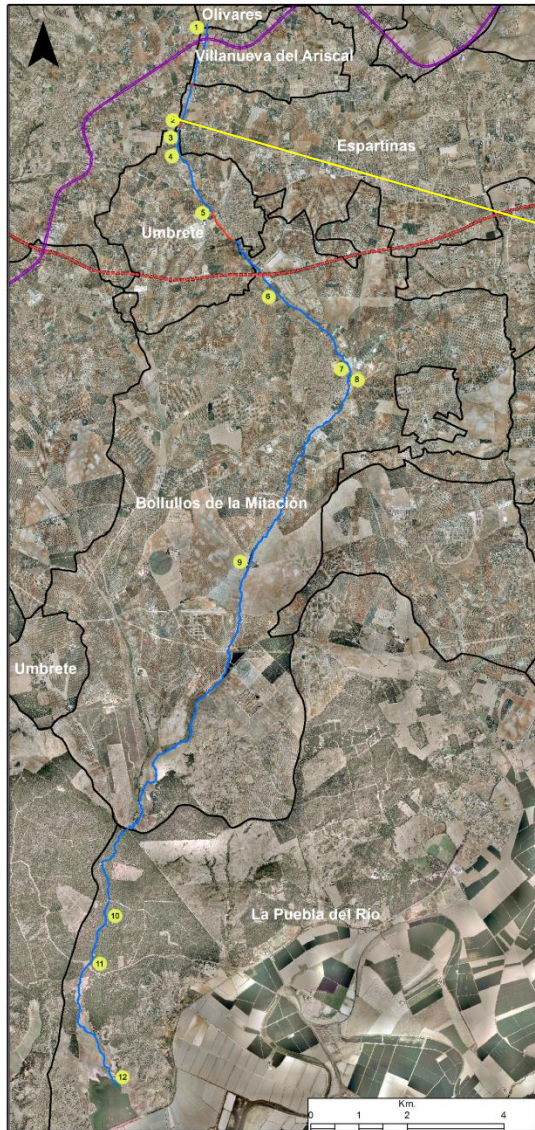 Olivares
1
Villanueva del Ariscal
2
3
Espartinas
4
5
Umbrete
6
7
8
Bollullos de la Mitación
9
Umbrete
10
La Puebla del Río
11
12
Km.
0 1 2 4